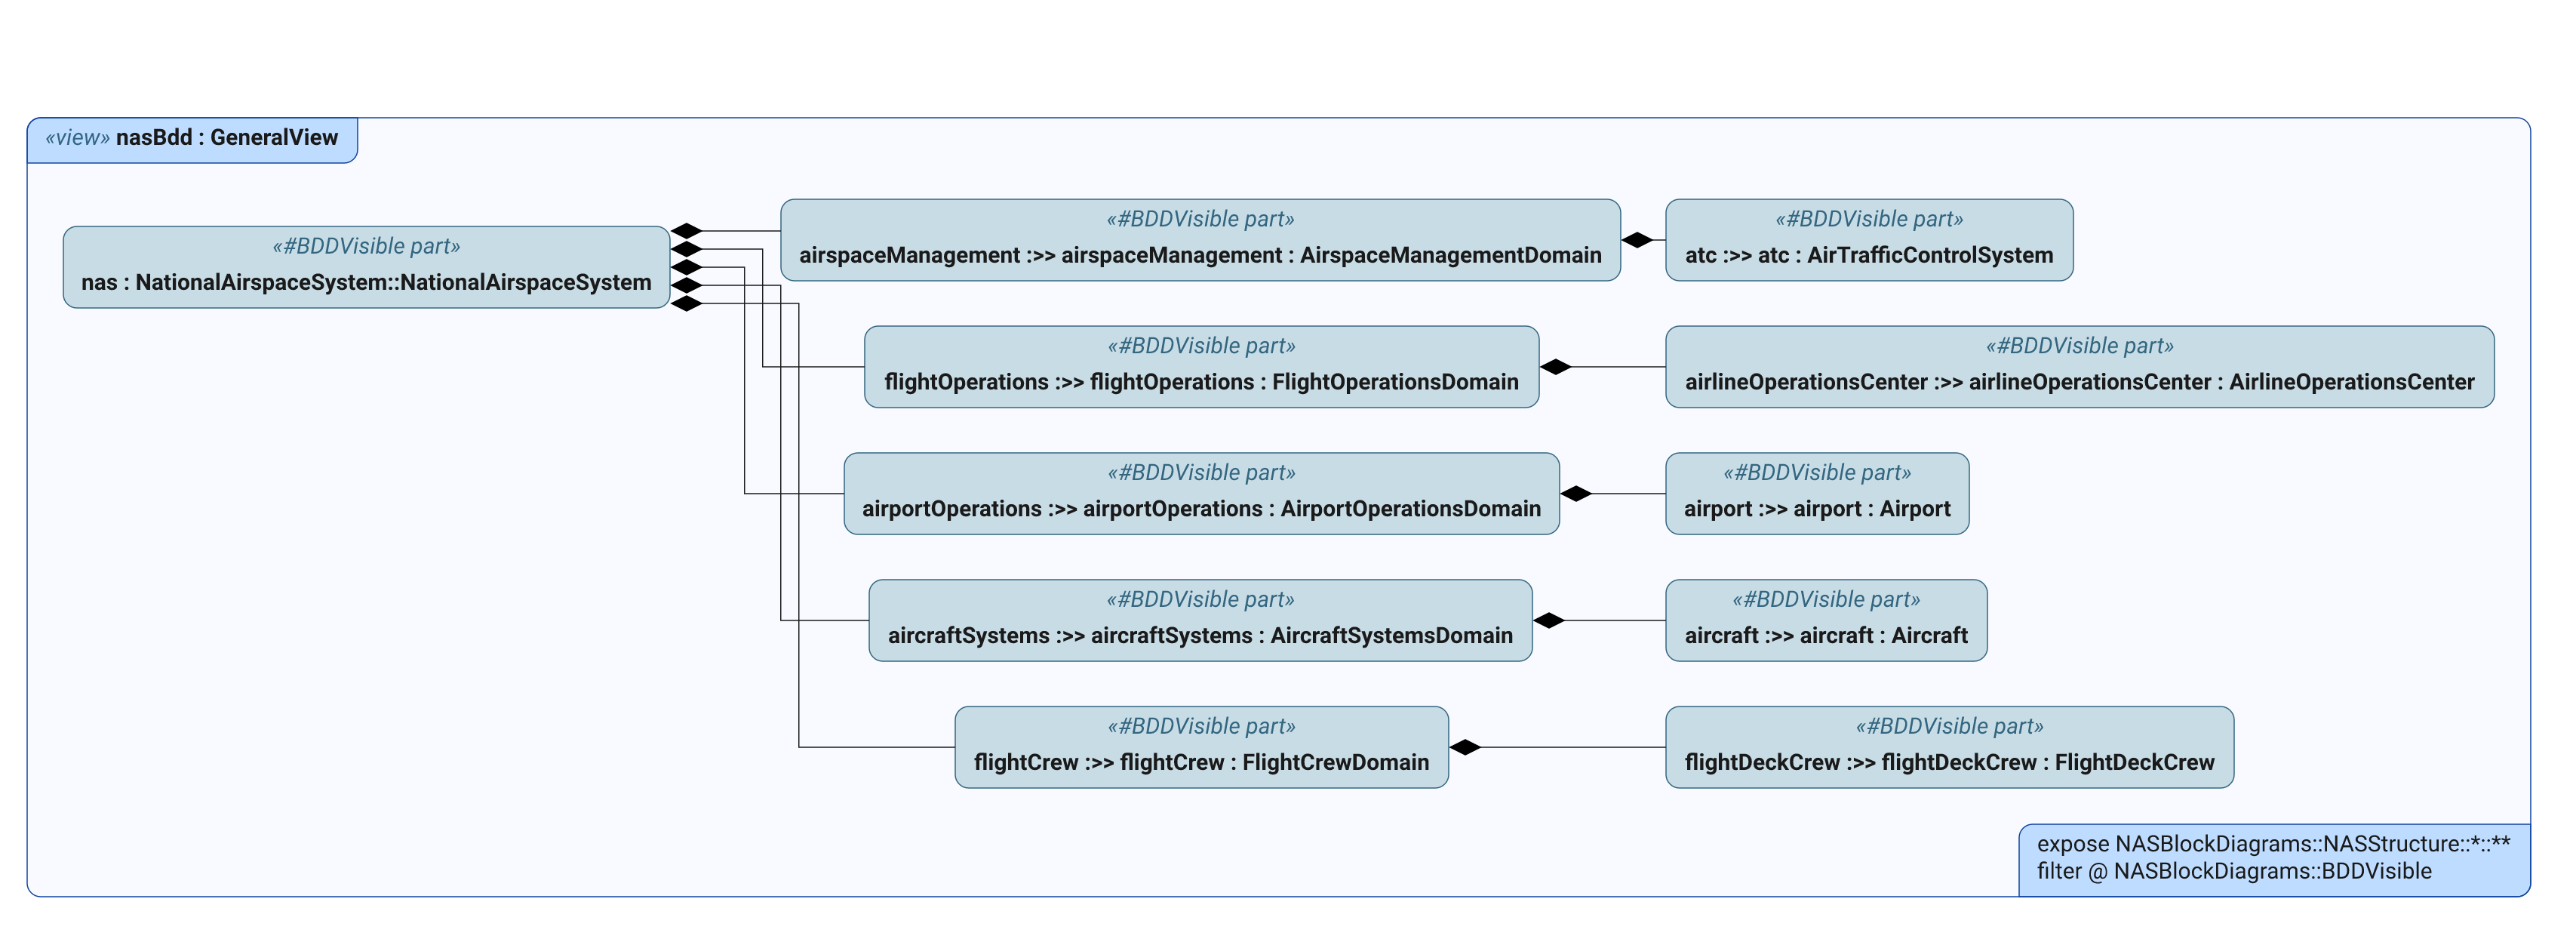 «view» nasBdd : GeneralView
«#BDDVisible part»
nas : NationalAirspaceSystem::NationalAirspaceSystem
«#BDDVisible part»
airspaceManagement :>> airspaceManagement : AirspaceManagementDomain
«#BDDVisible part»
atc :>> atc : AirTrafficControlSystem
«#BDDVisible part»
flightOperations :>> flightOperations : FlightOperationsDomain
«#BDDVisible part»
airlineOperationsCenter :>> airlineOperationsCenter : AirlineOperationsCenter
«#BDDVisible part»
airportOperations :>> airportOperations : AirportOperationsDomain
«#BDDVisible part»
airport :>> airport : Airport
«#BDDVisible part»
aircraftSystems :>> aircraftSystems : AircraftSystemsDomain
«#BDDVisible part»
aircraft :>> aircraft : Aircraft
«#BDDVisible part»
flightCrew :>> flightCrew : FlightCrewDomain
«#BDDVisible part»
flightDeckCrew :>> flightDeckCrew : FlightDeckCrew
expose NASBlockDiagrams::NASStructure::*::**
filter @ NASBlockDiagrams::BDDVisible